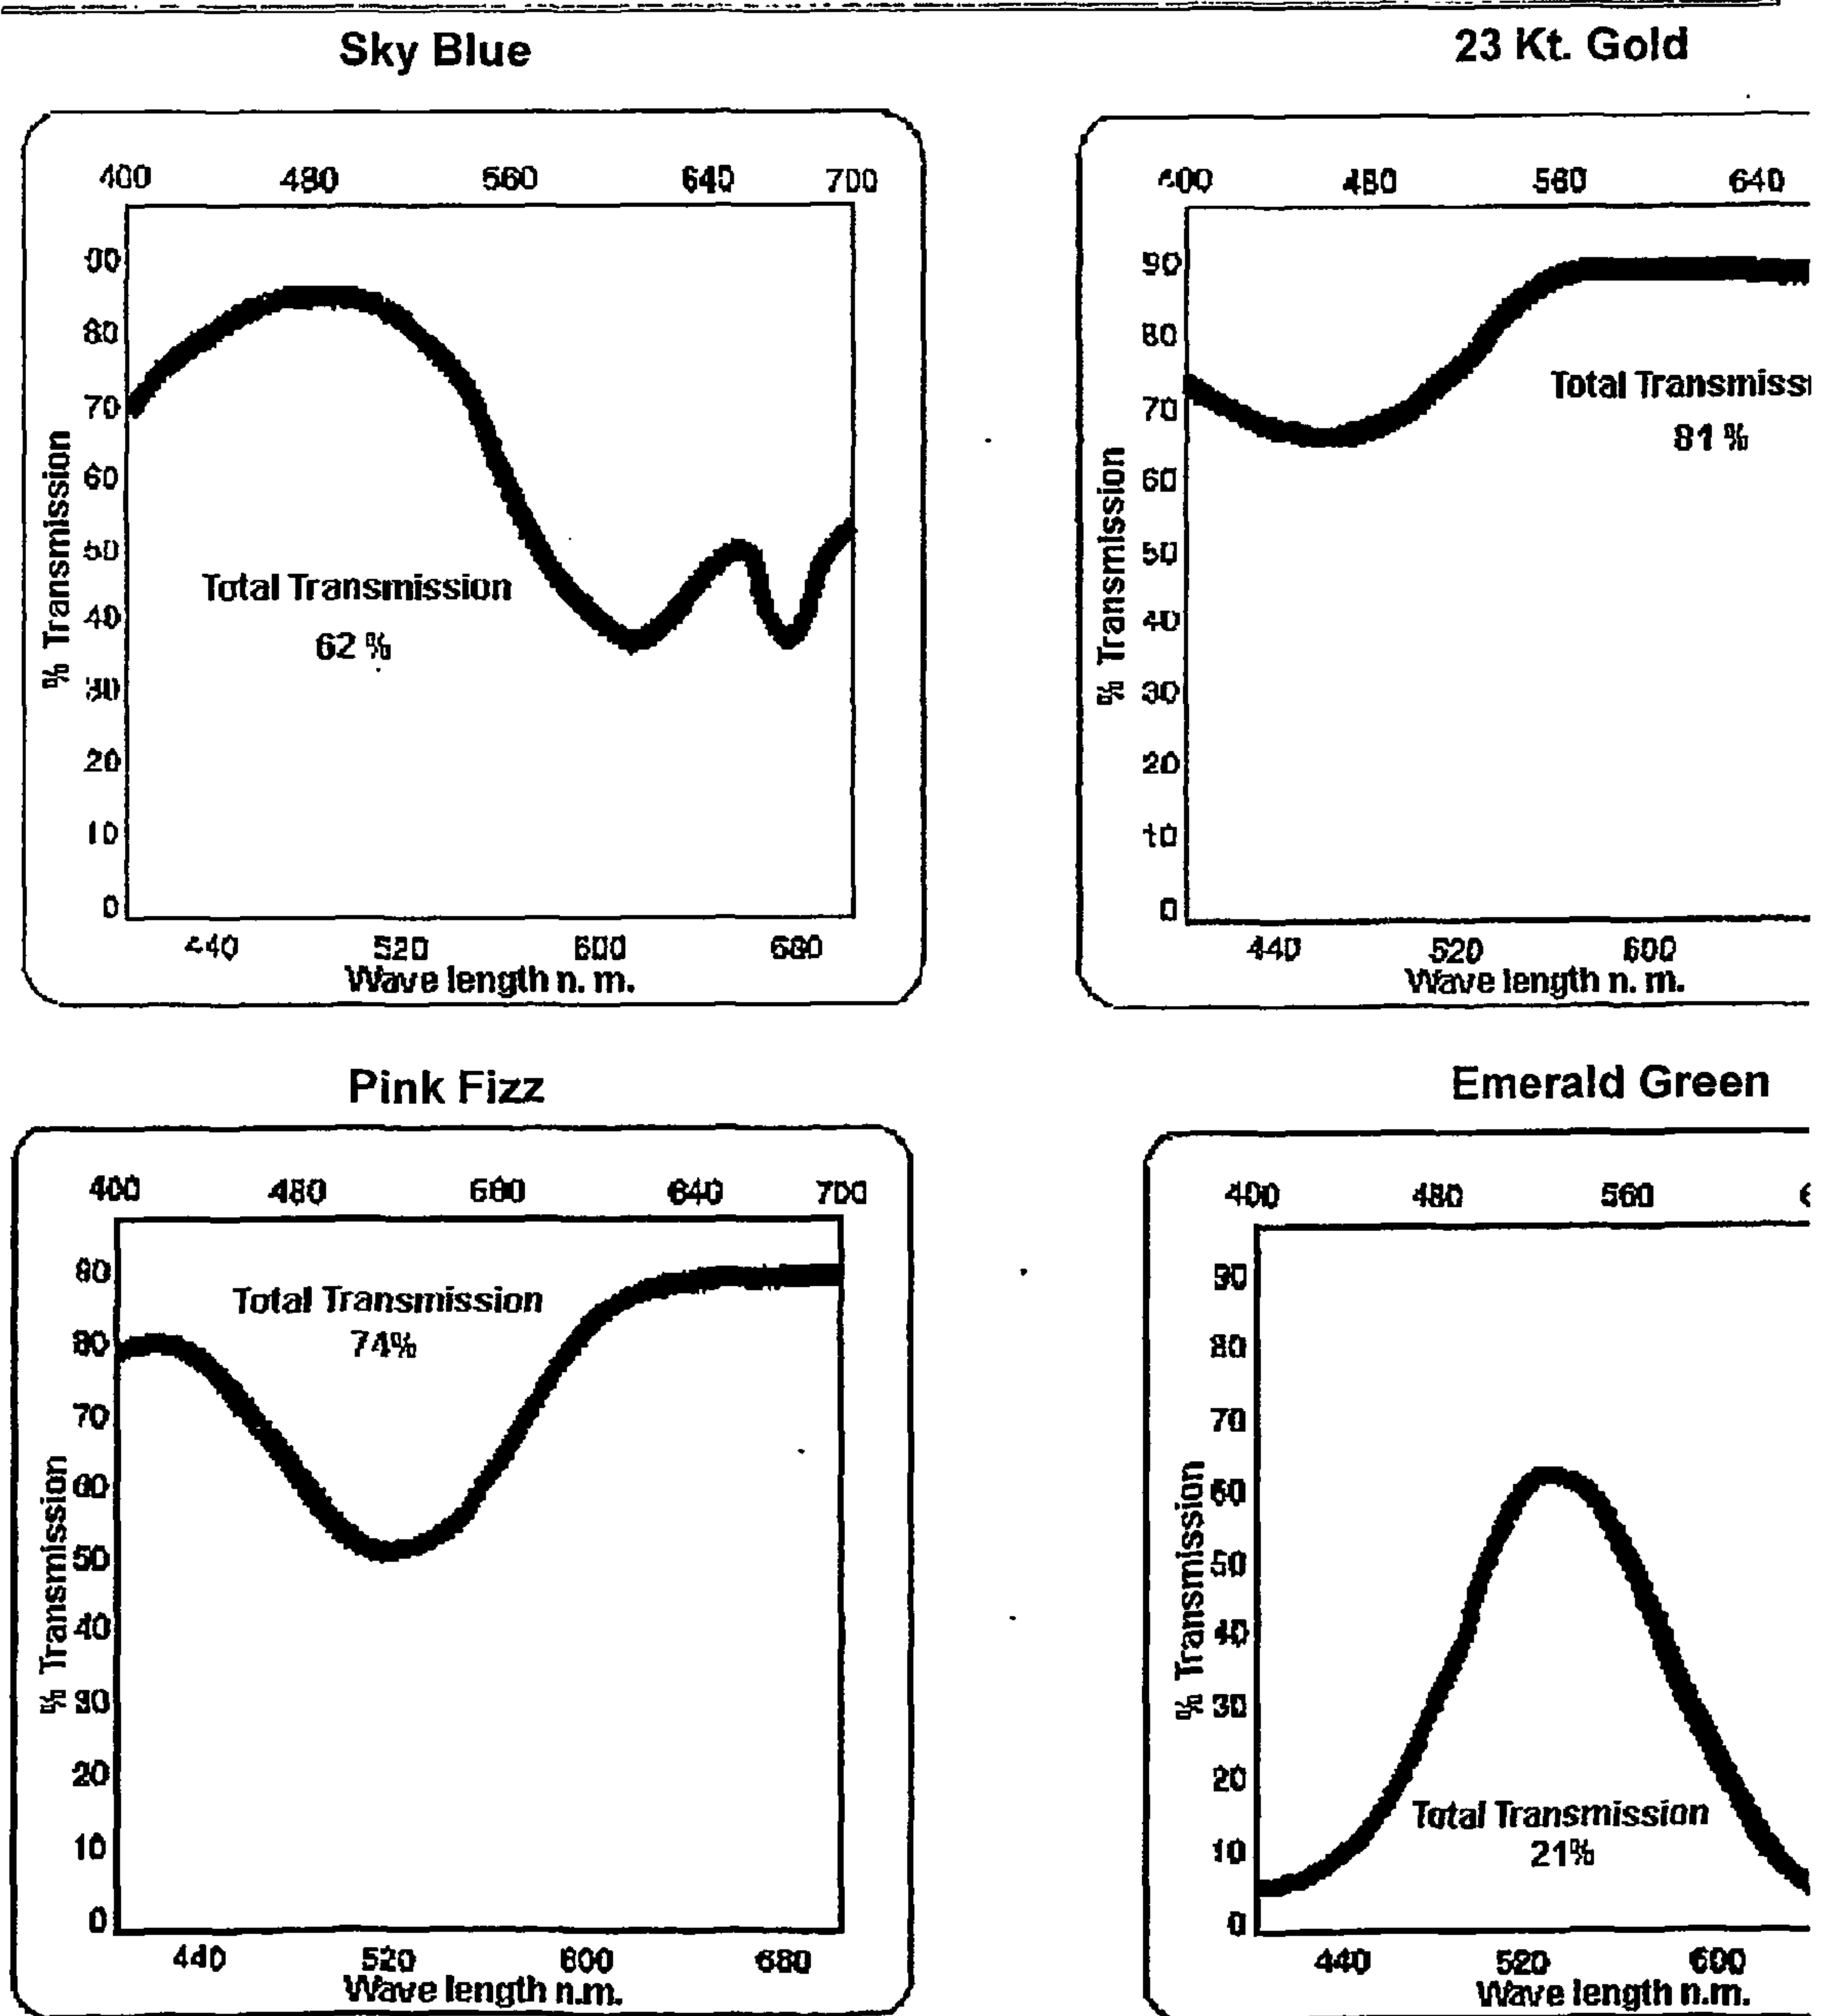 Sky Blue
400 480 560 640 700
90
80
70
60
50
40
30
20
10
0
% Transmission
Total Transmission
62 %
440 520 600 680
Wave length n. m.
23 Kt. Gold
400 480 560 640
90
80
70
60
50
40
30
20
10
0
% Transmission
Total Transmissi
81 %
440 520 600
Wave length n. m.
Pink Fizz
400 480 560 640 700
90
80
70
60
50
40
30
20
10
0
% Transmission
Total Transmission
74%
440 520 600 680
Wave length n.m.
Emerald Green
400 480 560
90
80
70
60
50
40
30
20
10
0
% Transmission
Total Transmission
21%
440 520 600
Wave length n.m.